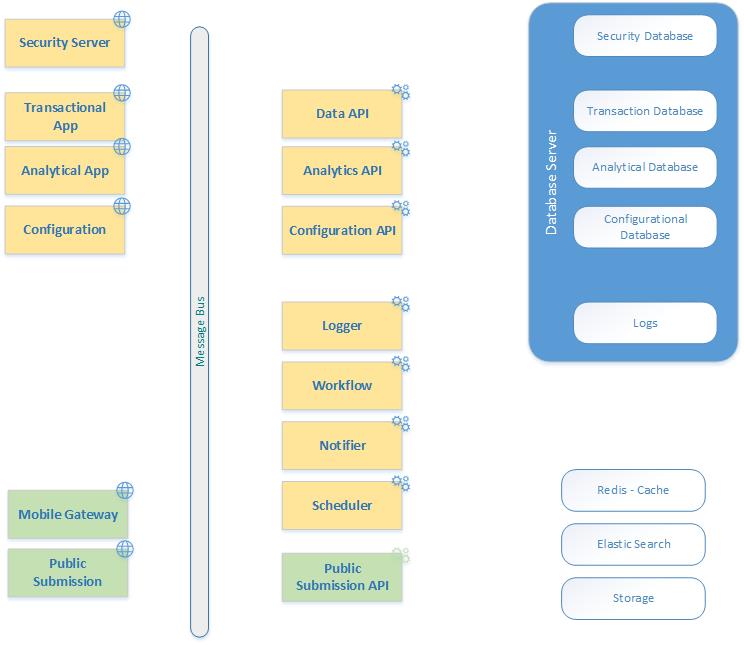 Security Server
Transactional
App
Analytical App
Configuration
Mobile Gateway
Public
Submission
Message Bus
Data API
Analytics API
Configuration API
Logger
Workflow
Notifier
Scheduler
Public
Submission API
Database Server
Security Database
Transaction Database
Analytical Database
Configurational
Database
Logs
Redis - Cache
Elastic Search
Storage